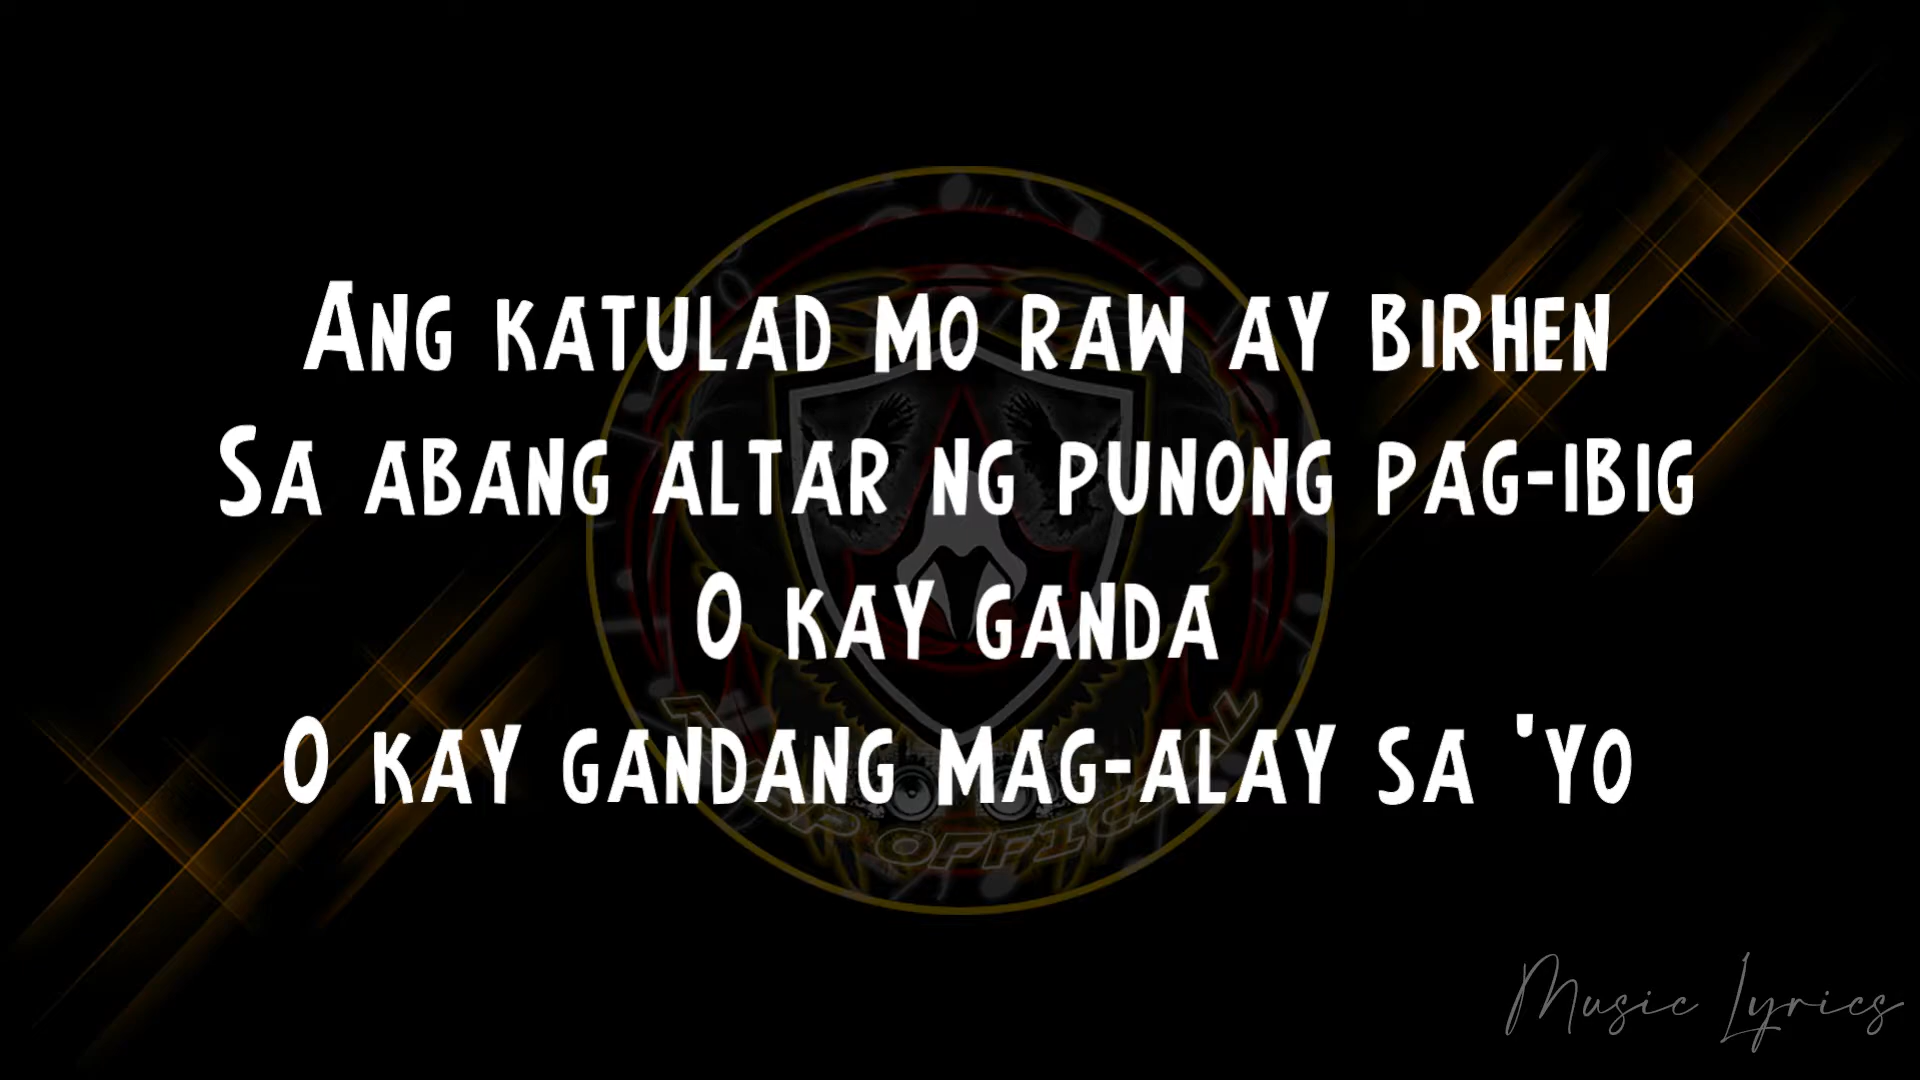 Ang katulad mo raw ay birhen
Sa abang altar ng punong pag-ibig
O kay ganda
O kay gandang mag-alay sa 'yo
OFFICIAL
Music Lyrics